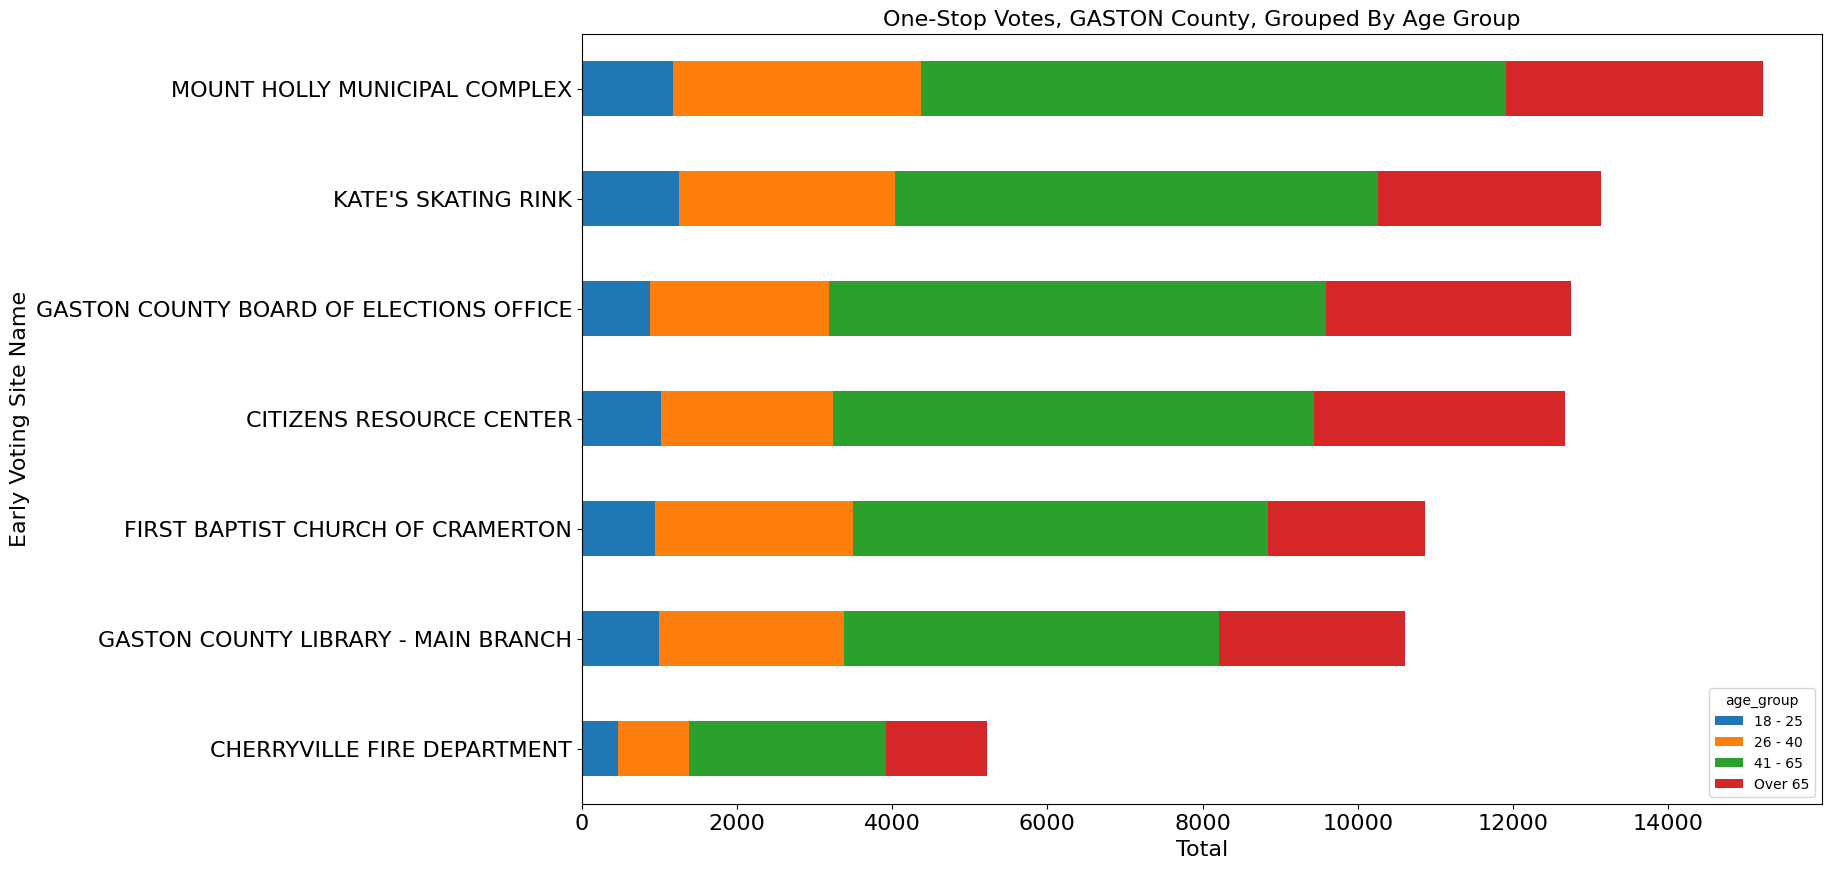 One-Stop Votes, GASTON County, Grouped By Age Group
Early Voting Site Name
MOUNT HOLLY MUNICIPAL COMPLEX
KATE'S SKATING RINK
GASTON COUNTY BOARD OF ELECTIONS OFFICE
CITIZENS RESOURCE CENTER
FIRST BAPTIST CHURCH OF CRAMERTON
GASTON COUNTY LIBRARY - MAIN BRANCH
CHERRYVILLE FIRE DEPARTMENT
age_group
18 - 25
26 - 40
41 - 65
Over 65
0 2000 4000 6000 8000 10000 12000 14000
Total